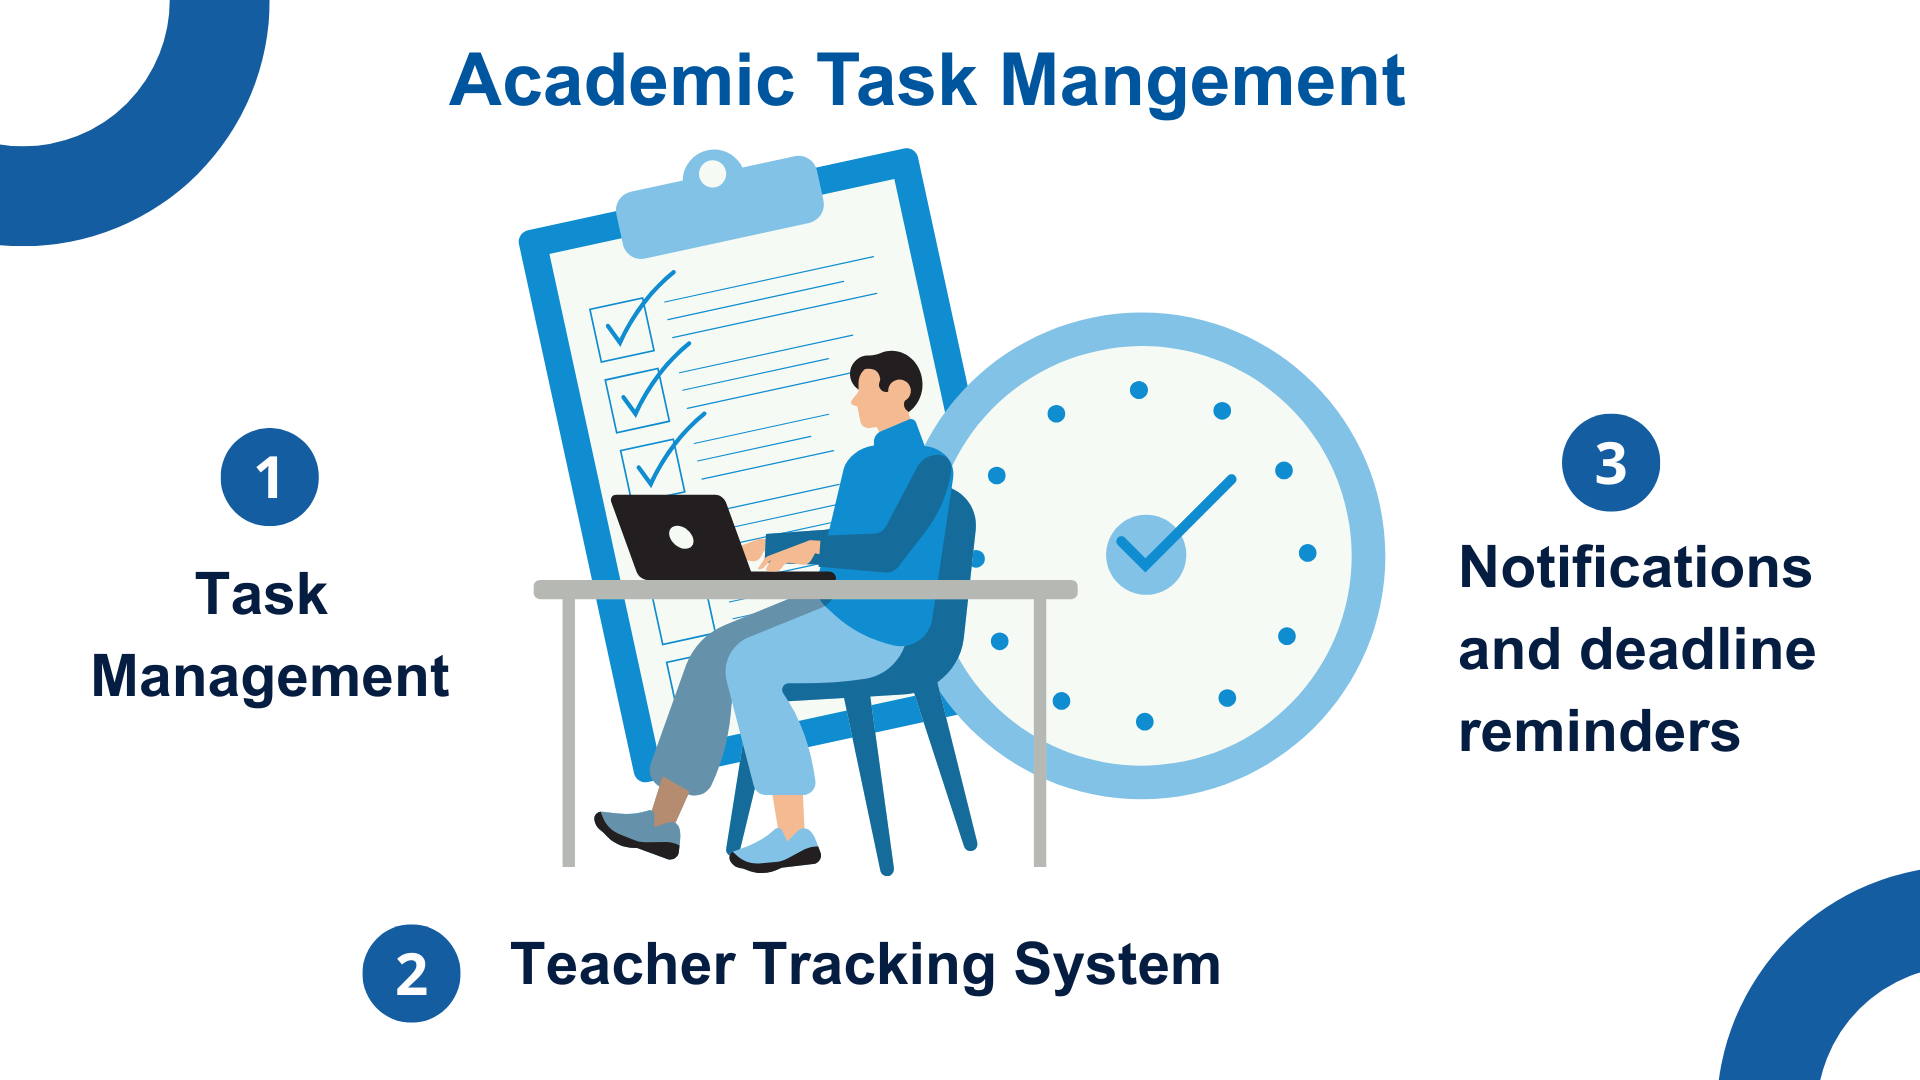 Academic Task Mangement
1
Task
Management
2
Teacher Tracking System
3
Notifications
and deadline
reminders